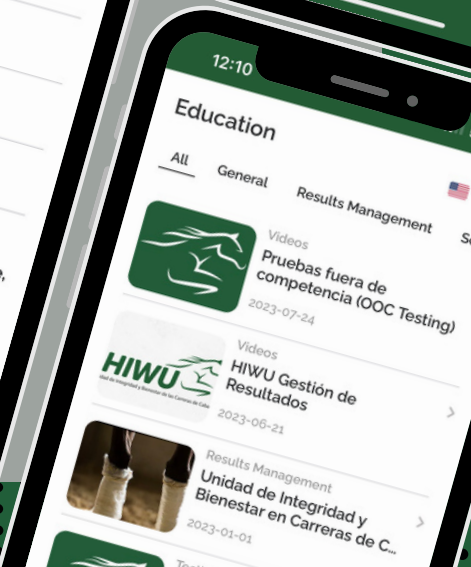 12:10
Education
All
General
Results Management
Videos
Pruebas fuera de
competencia (OOC Testing)
2023-07-24
HIWU
Videos
HIWU Gestión de
Resultados
2023-06-21
Results Management
Unidad de Integridad y
Bienestar en Carreras de C...
2023-01-01